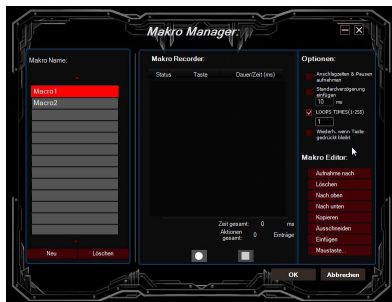 Makro Manager:
Makro Name:
Macro1
Macro2
Neu
Löschen
Makro Recorder:
Status Taste Dauer/Zeit (ms)
Zeit gesamt: 0 ms
Aktionen gesamt: 0 Einträge
Optionen:
Anschlagzeiten & Pausen
aufnehmen
Standardverzögerung
einfügen
10 ms
LOOPS TIMES(1-255)
1
Wiederh. wenn Taste
gedrückt bleibt
Makro Editor:
Aufnahme nach
Löschen
Nach oben
Nach unten
Kopieren
Ausschneiden
Einfügen
Maustaste...
OK
Abbrechen